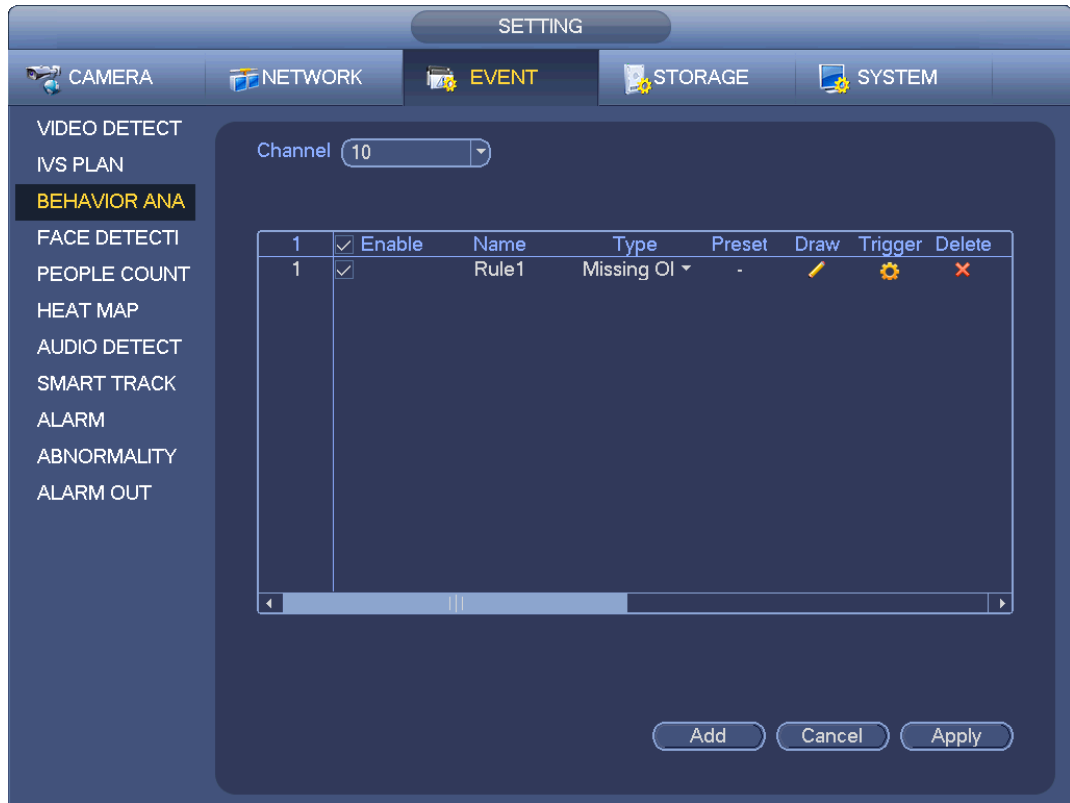 SETTING
CAMERA NETWORK EVENT STORAGE SYSTEM
VIDEO DETECT
IVS PLAN
BEHAVIOR ANA
FACE DETECTI
PEOPLE COUNT
HEAT MAP
AUDIO DETECT
SMART TRACK
ALARM
ABNORMALITY
ALARM OUT
Channel 10
1 Enable Name Type Preset Draw Trigger Delete
1 Rule1 Missing Ol -
Add Cancel Apply